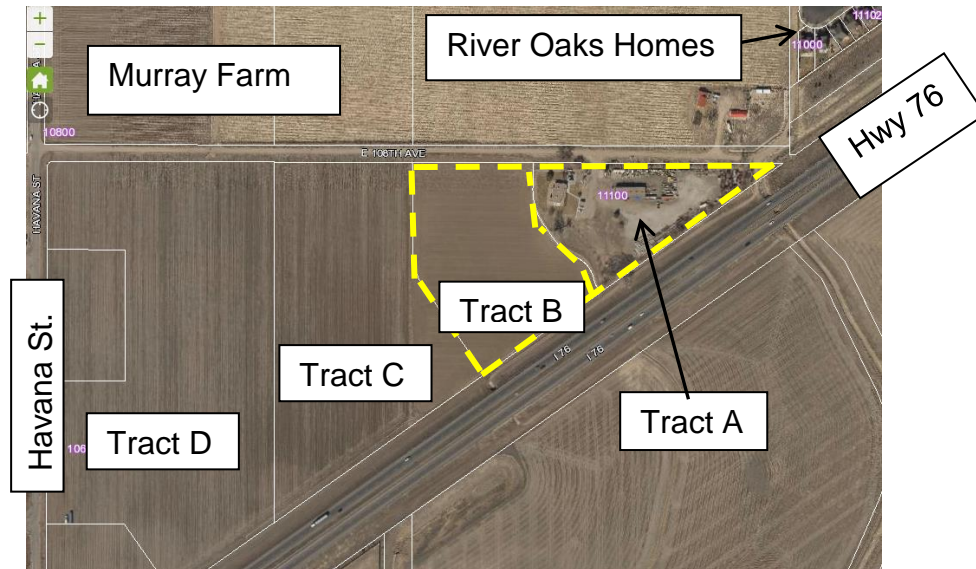 +
−
River Oaks Homes
11102
11000
Murray Farm
Hwy 76
10800
E 108TH AVE
HAVANA ST
11100
Havana St.
Tract B
I 76 I 76
Tract C
Tract A
Tract D
106